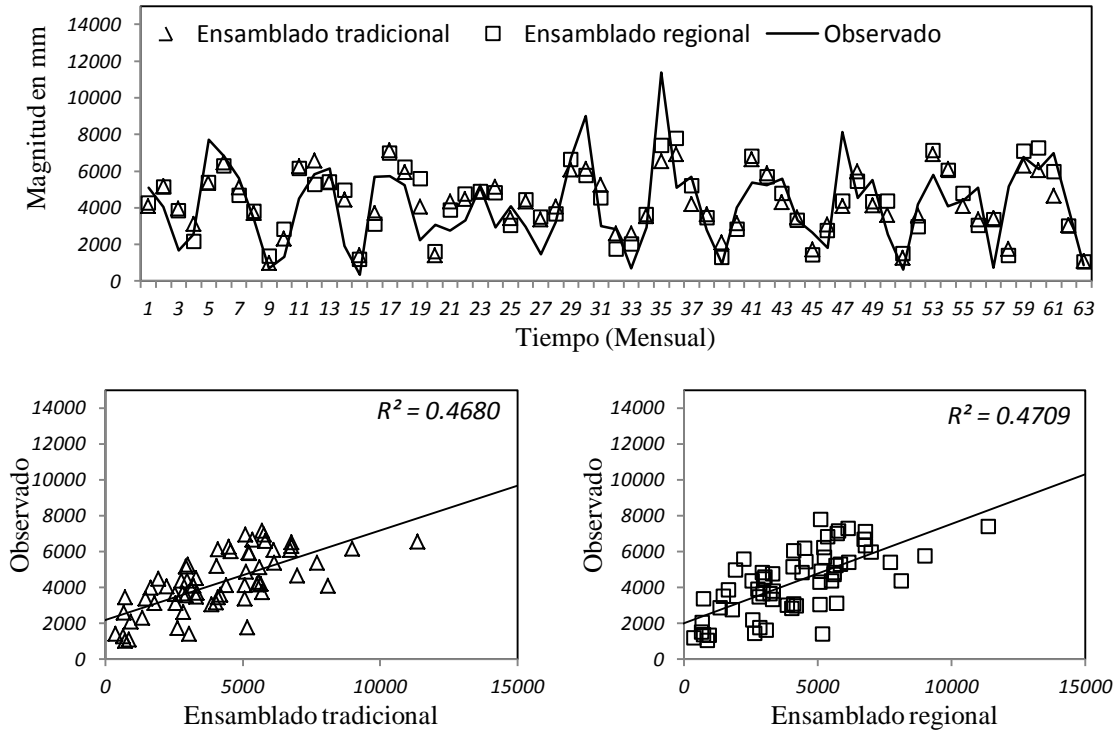 14000
12000
10000
8000
6000
4000
2000
0
Magnitud en mm
Ensamblado tradicional Ensamblado regional Observado
1 3 5 7 9 11 13 15 17 19 21 23 25 27 29 31 33 35 37 39 41 43 45 47 49 51 53 55 57 59 61 63
Tiempo (Mensual)
14000
12000
10000
8000
6000
4000
2000
0
Observado
R² = 0.4680
0 5000 10000 15000
Ensamblado tradicional
14000
12000
10000
8000
6000
4000
2000
0
Observado
R² = 0.4709
0 5000 10000 15000
Ensamblado regional